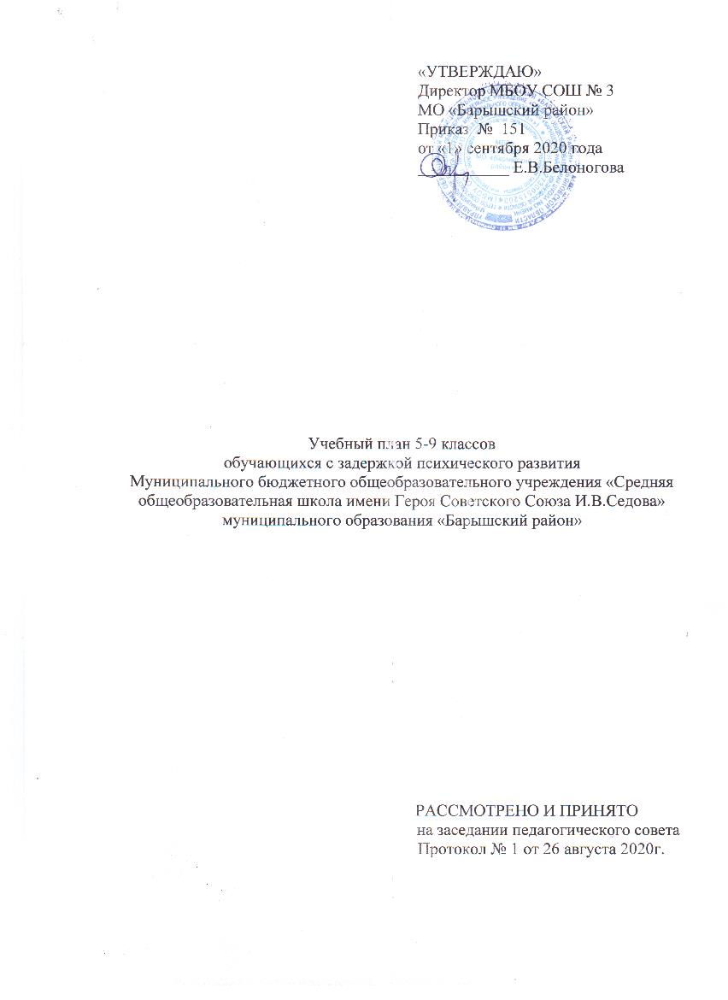 «УТВЕРЖДАЮ»
Директор МБОУ СОШ № 3
МО «Барышский район»
Приказ № 151
от «1» сентября 2020 года
____________ Е.В.Белоногова
Учебный план 5-9 классов
обучающихся с задержкой психического развития
Муниципального бюджетного общеобразовательного учреждения «Средняя
общеобразовательная школа имени Героя Советского Союза И.В.Седова»
муниципального образования «Барышский район»
РАССМОТРЕНО И ПРИНЯТО
на заседании педагогического совета
Протокол № 1 от 26 августа 2020г.